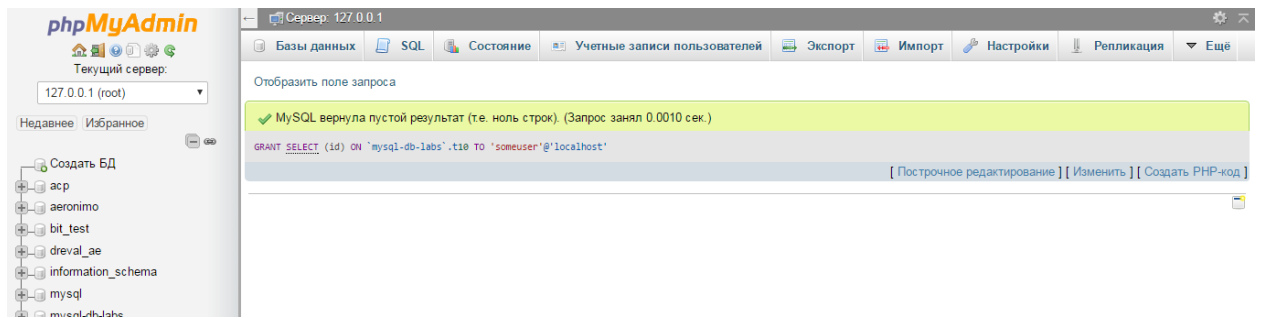 phpMyAdmin
Текущий сервер:
127.0.0.1 (root)
Недавнее Избранное
Создать БД
acp
aeronimo
bit_test
dreval_ae
information_schema
mysql
mysql-db-labs
Сервер: 127.0.0.1
Базы данных SQL Состояние Учетные записи пользователей Экспорт Импорт Настройки Репликация Ещё
Отобразить поле запроса
MySQL вернула пустой результат (т.е. ноль строк). (Запрос занял 0.0010 сек.)
GRANT SELECT (id) ON `mysql-db-labs`.t10 TO 'someuser'@'localhost'
[ Построчное редактирование ] [ Изменить ] [ Создать PHP-код ]